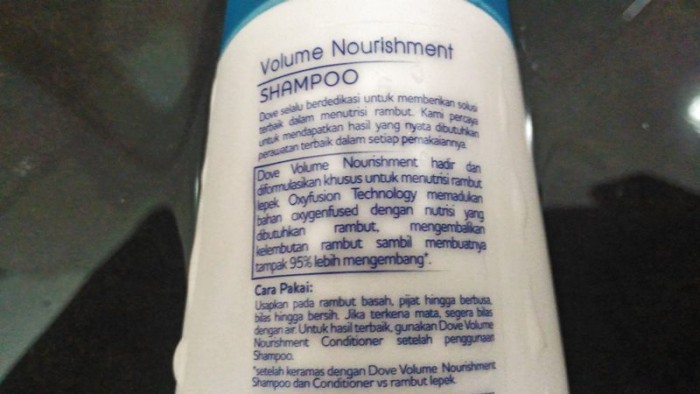 Volume Nourishment
SHAMPOO
Dove selalu berdedikasi untuk memberikan solusi
terbaik dalam menutrisi rambut. Kami percaya
untuk mendapatkan hasil yang nyata dibutuhkan
perawatan terbaik dalam setiap pemakaiannya.
Dove Volume Nourishment hadir dan
diformulasikan khusus untuk menutrisi rambut
lepek. Oxyfusion Technology memadukan
bahan oxygenfused dengan nutrisi yang
dibutuhkan rambut, mengembalikan
kelembutan rambut sambil membuatnya
tampak 95% lebih mengembang*.
Cara Pakai:
Usapkan pada rambut basah, pijat hingga berbusa,
bilas hingga bersih. Jika terkena mata, segera bilas
dengan air. Untuk hasil terbaik, gunakan Dove Volume
Nourishment Conditioner setelah penggunaan
Shampoo.
*setelah keramas dengan Dove Volume Nourishment
Shampoo dan Conditioner vs rambut lepek.